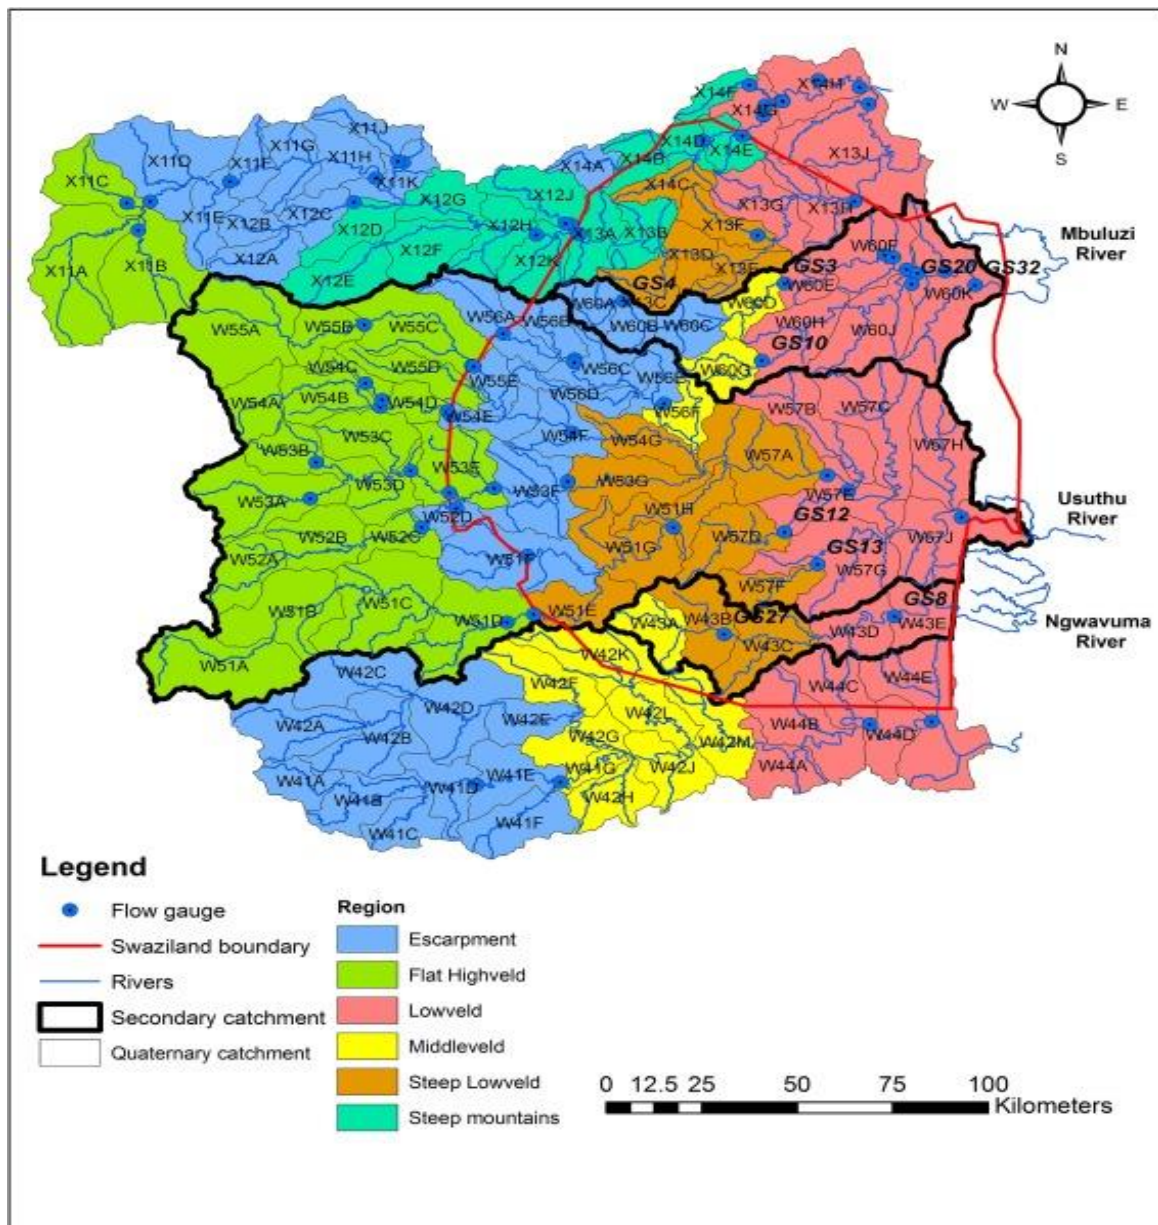 N
W E
S
X14F
X14H
X14G
X11J
X11G
X11D
X11F
X11H
X11K
X11C
X11E
X12B
X12C
X12A
X11A
X11B
X12G
X12D
X12F
X12E
X12H
X12J
X12K
X14A
X14B
X14D
X14E
X14C
X13A
X13B
X13J
X13G
X13H
X13F
X13D
X13E
X13C
GS4
GS3
GS20
GS32
Mbuluzi
River
W60F
W60E
W60K
W60D
W60A
W60B
W60C
W60H
W60J
GS10
W60G
W55A
W55B
W55C
W56A
W56B
W54C
W55D
W55E
W56C
W56E
W56D
W56F
W54A
W54B
W54D
W54E
W54F
W54G
W57B
W57C
W57H
W53C
W53B
W53E
W53D
W53A
W53F
W53G
W57A
W57E
Usuthu
River
W52D
W52B
W52C
W52A
W51H
W51G
W51F
W57D
GS12
GS13
W57J
W57G
W57F
W51B
W51C
W51D
W51E
W51A
W43A
W43B
GS27
W43C
W43D
GS8
W43E
Ngwavuma
River
W42K
W42C
W42F
W42D
W42E
W42A
W42B
W42L
W42G
W42M
W42J
W42H
W44C
W44E
W44B
W44D
W44A
W41A
W41B
W41C
W41D
W41E
W41F
W41G
Legend
Flow gauge
Swaziland boundary
Rivers
Secondary catchment
Quaternary catchment
Region
Escarpment
Flat Highveld
Lowveld
Middleveld
Steep Lowveld
Steep mountains
0 12.5 25 50 75 100
Kilometers